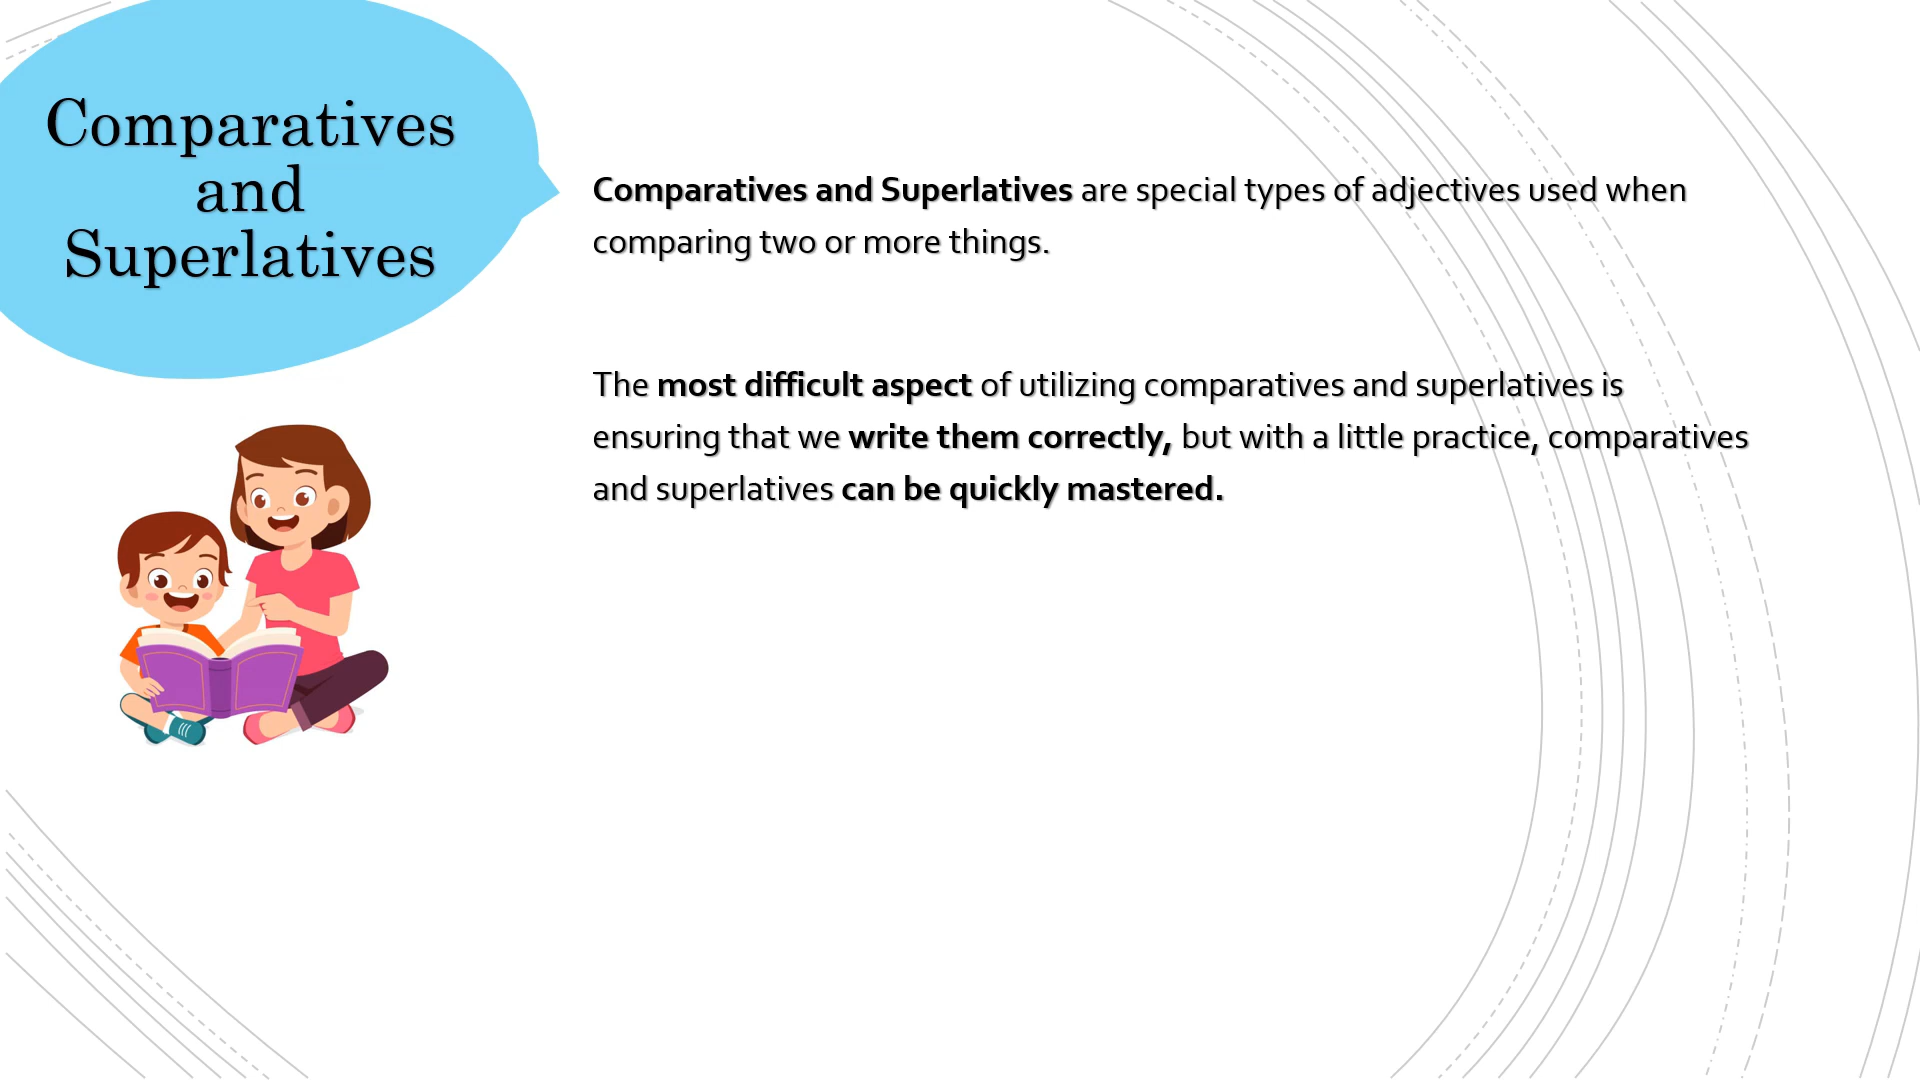 Comparatives
and
Superlatives
Comparatives and Superlatives are special types of adjectives used when
comparing two or more things.
The most difficult aspect of utilizing comparatives and superlatives is
ensuring that we write them correctly, but with a little practice, comparatives
and superlatives can be quickly mastered.